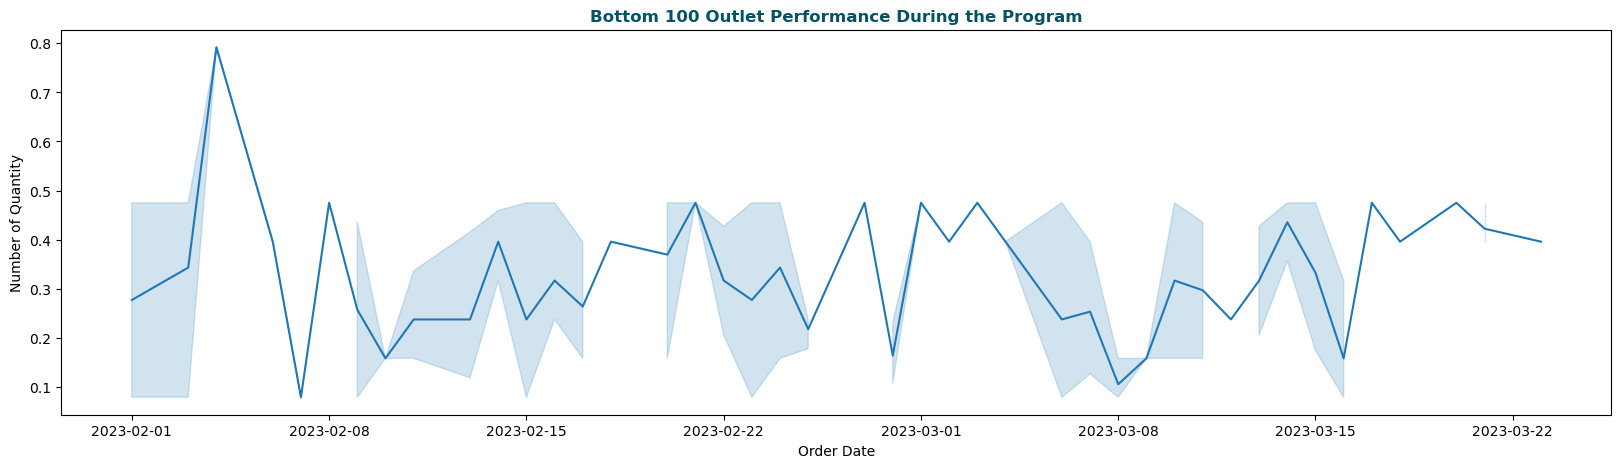 Bottom 100 Outlet Performance During the Program
Number of Quantity
0.8
0.7
0.6
0.5
0.4
0.3
0.2
0.1
2023-02-01 2023-02-08 2023-02-15 2023-02-22 2023-03-01 2023-03-08 2023-03-15 2023-03-22
Order Date